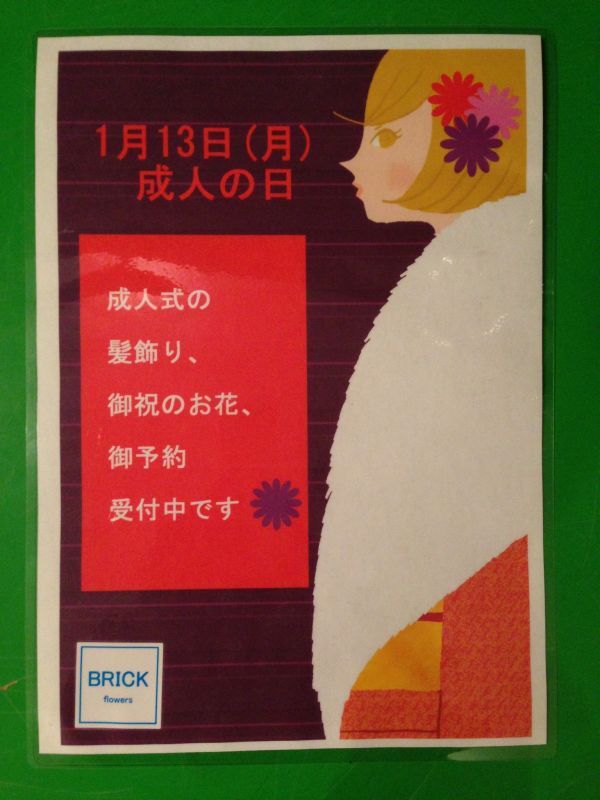 1月13日(月)
成人の日
成人式の
髪飾り、
御祝のお花、
御予約
受付中です
BRICK
flowers